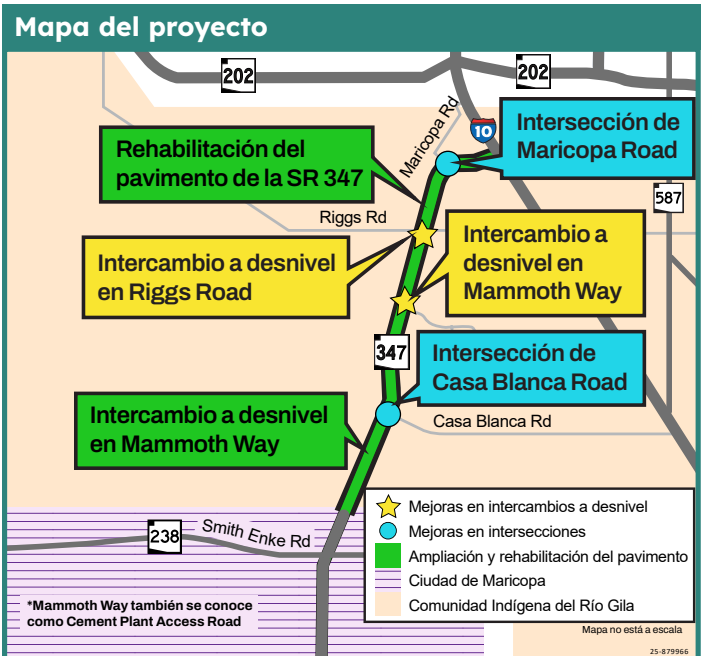 Mapa del proyecto
202
202
Maricopa Rd
10
Intersección de
Maricopa Road
Rehabilitación del
pavimento de la SR 347
587
Riggs Rd
Intercambio a desnivel
en Riggs Road
Intercambio a
desnivel en
Mammoth Way
347
Intersección de
Casa Blanca Road
Intercambio a desnivel
en Mammoth Way
Casa Blanca Rd
238
Smith Enke Rd
Mejoras en intercambios a desnivel
Mejoras en intersecciones
Ampliación y rehabilitación del pavimento
Ciudad de Maricopa
Comunidad Indígena del Río Gila
*Mammoth Way también se conoce
como Cement Plant Access Road
Mapa no está a escala
25-879966